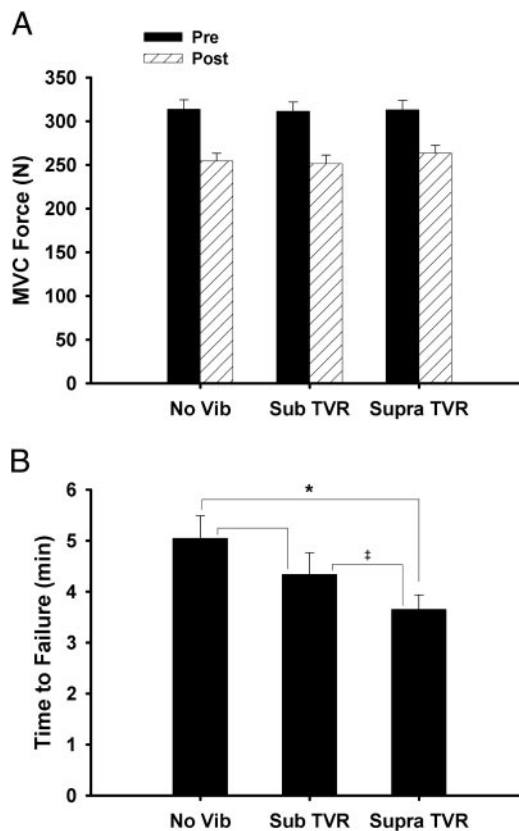 A
Pre
Post
MVC Force (N)
350
300
250
200
150
100
50
0
No Vib Sub TVR Supra TVR
B
*
‡
Time to Failure (min)
6
5
4
3
2
1
0
No Vib Sub TVR Supra TVR